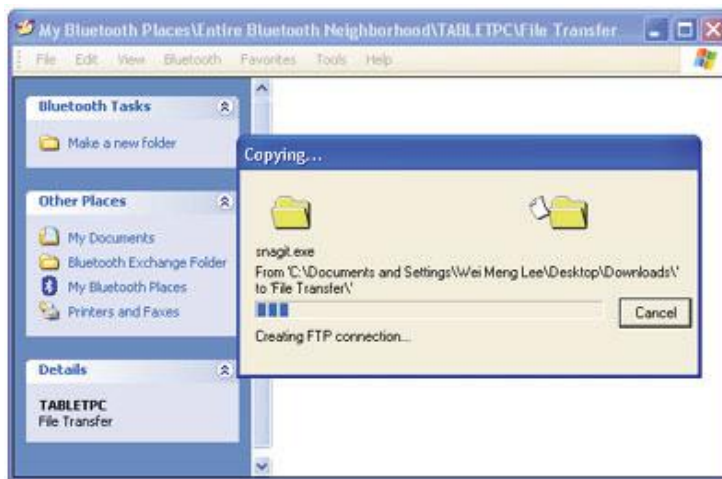 My Bluetooth Places\Entire Bluetooth Neighborhood\TABLETPC\File Transfer
File Edit View Bluetooth Favorites Tools Help
Bluetooth Tasks
Make a new folder
Other Places
My Documents
Bluetooth Exchange Folder
My Bluetooth Places
Printers and Faxes
Details
TABLETPC
File Transfer
Copying...
snagit.exe
From 'C:\Documents and Settings\Wei Meng Lee\Desktop\Downloads\'
to 'File Transfer\'
Cancel
Creating FTP connection...